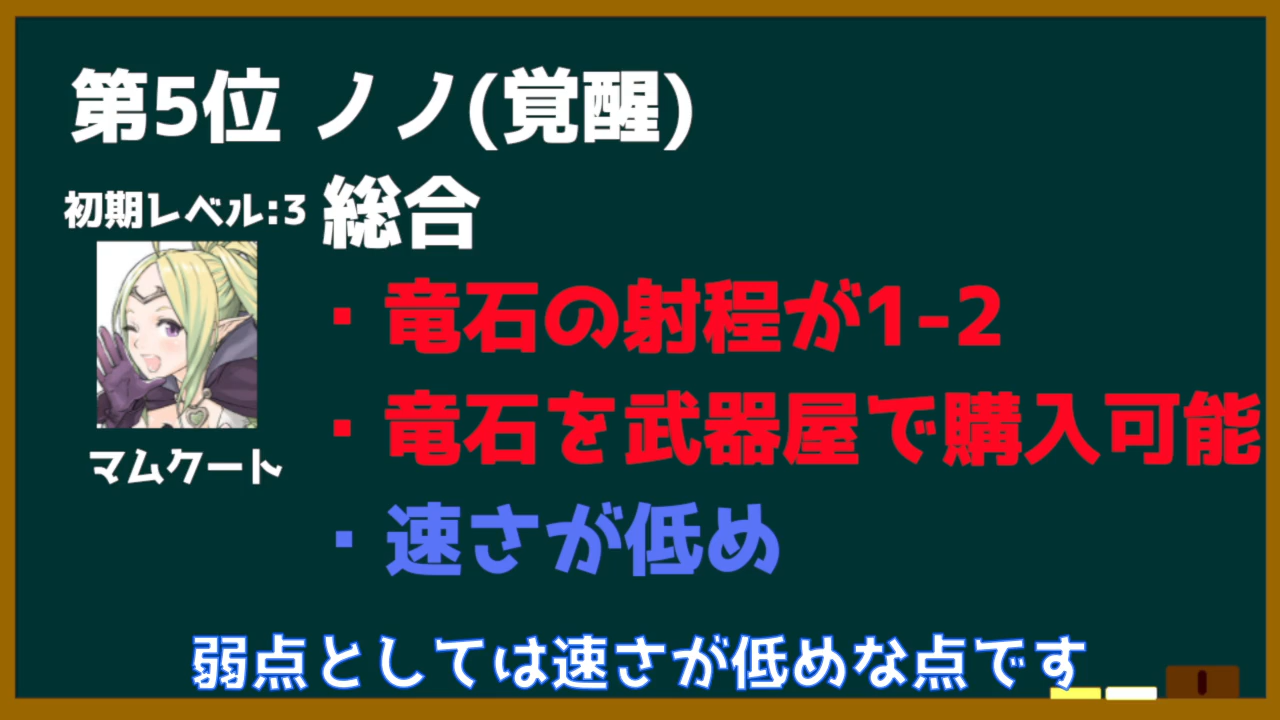 第5位 ノノ(覚醒)
初期レベル:3
総合
・竜石の射程が1-2
・竜石を武器屋で購入可能
・速さが低め
マムクート
弱点としては速さが低めな点です